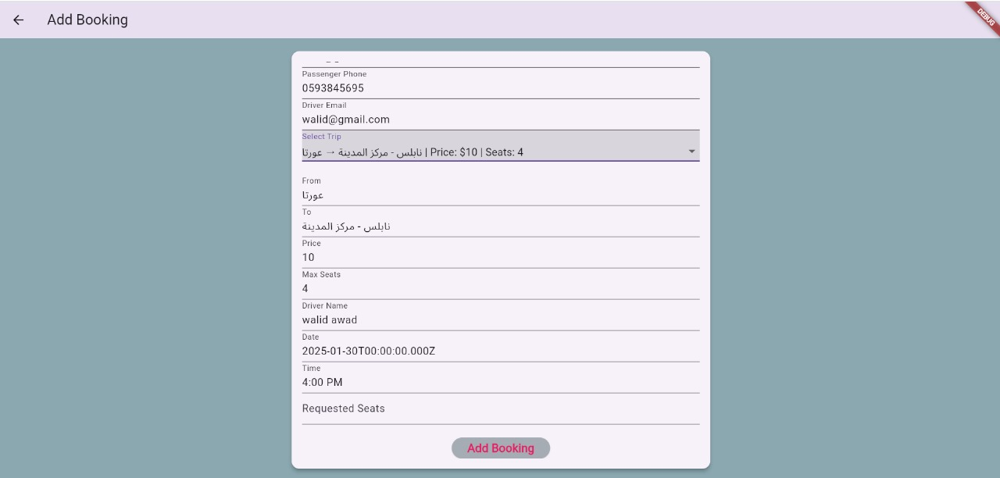 Add Booking
DEBUG
Passenger Phone
0593845695
Driver Email
walid@gmail.com
Select Trip
عورتا → نابلس - مركز المدينة | Price: $10 | Seats: 4
From
عورتا
To
نابلس - مركز المدينة
Price
10
Max Seats
4
Driver Name
walid awad
Date
2025-01-30T00:00:00.000Z
Time
4:00 PM
Requested Seats
Add Booking